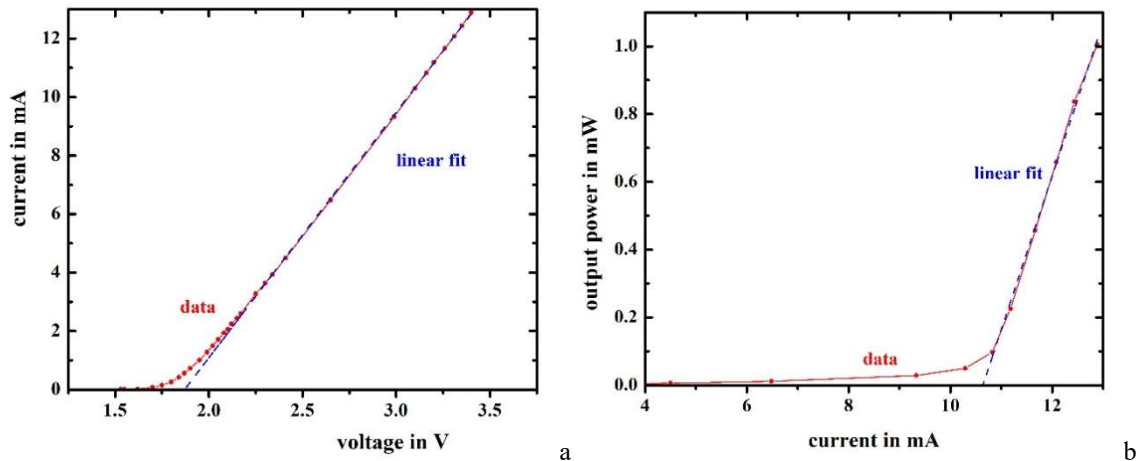 12
10
8
6
4
2
0
current in mA
linear fit
data
1.5
2.0
2.5
3.0
3.5
voltage in V
a
1.0
0.8
0.6
0.4
0.2
0.0
output power in mW
linear fit
data
4
6
8
10
12
current in mA
b